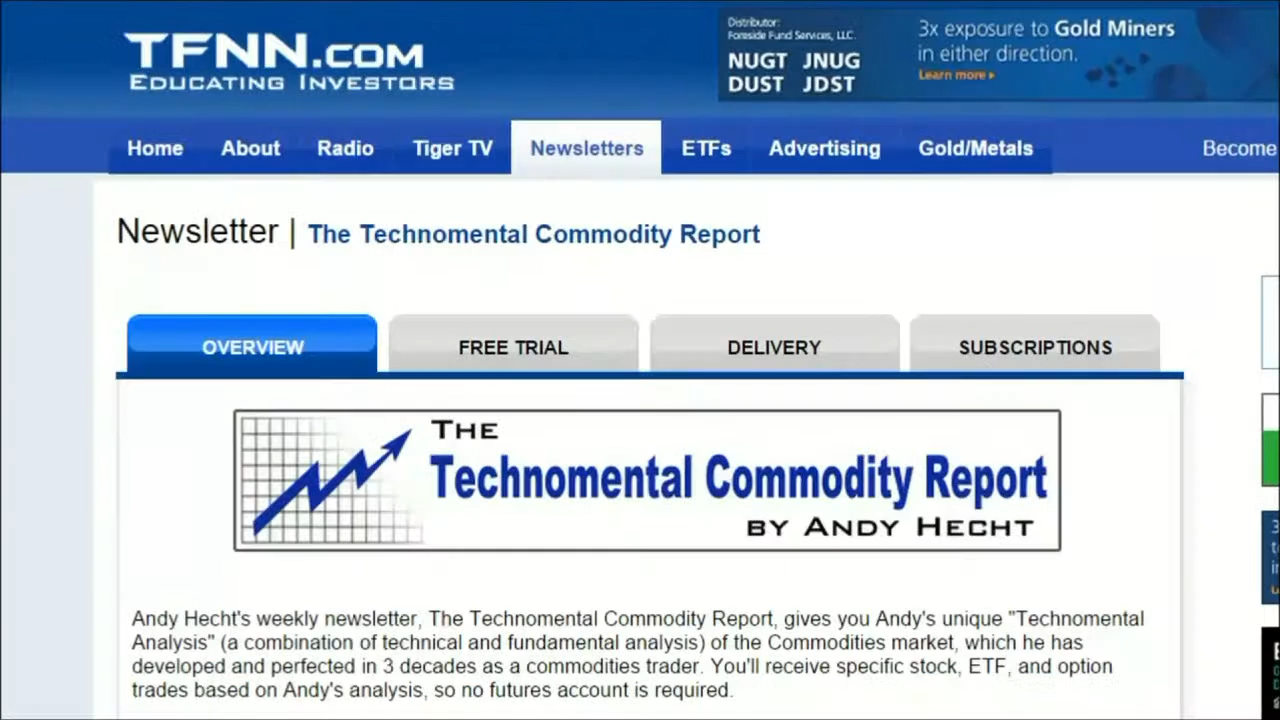 TFNN.COM
EDUCATING INVESTORS
Distributor:
Foreside Fund Services, LLC.
NUGT JNUG
DUST JDST
3x exposure to Gold Miners
in either direction.
Learn more
Home About Radio Tiger TV Newsletters ETFs Advertising Gold/Metals Become
Newsletter | The Technomental Commodity Report
OVERVIEW FREE TRIAL DELIVERY SUBSCRIPTIONS
THE
Technomental Commodity Report
BY ANDY HECHT
Andy Hecht's weekly newsletter, The Technomental Commodity Report, gives you Andy's unique "Technomental
Analysis" (a combination of technical and fundamental analysis) of the Commodities market, which he has
developed and perfected in 3 decades as a commodities trader. You'll receive specific stock, ETF, and option
trades based on Andy's analysis, so no futures account is required.